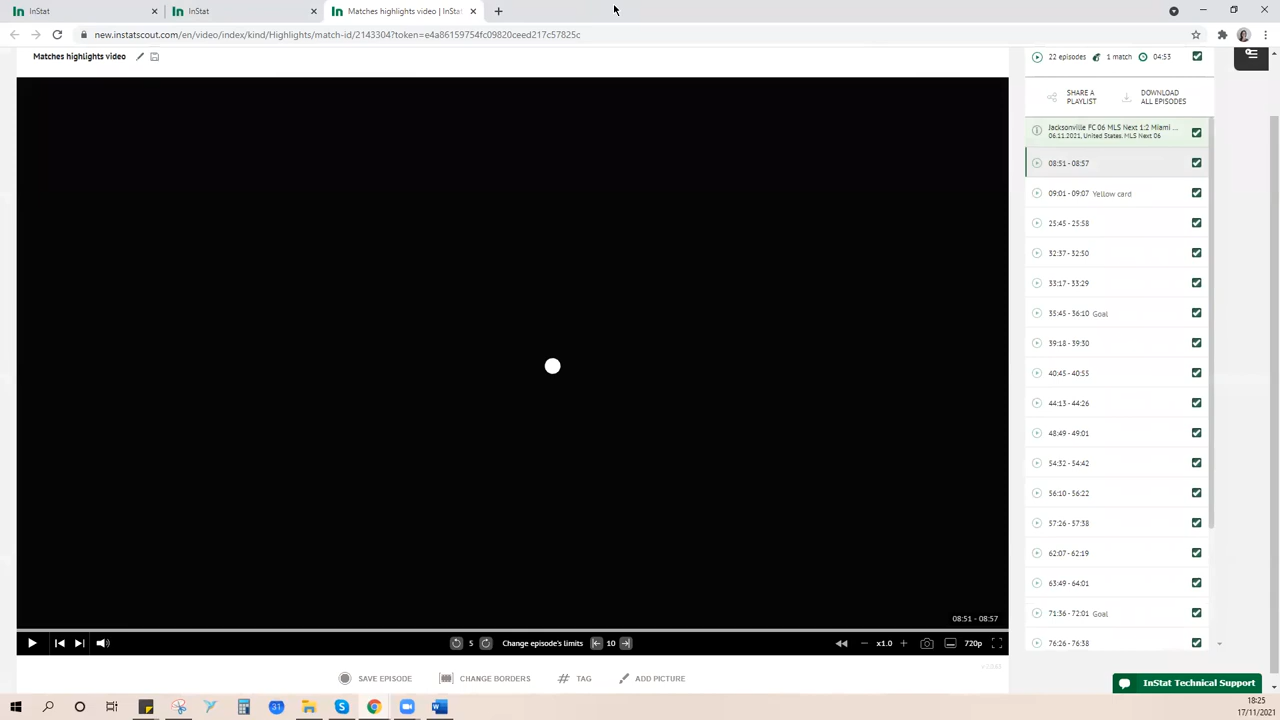 InStat
InStat
Matches highlights video | InSta
new.instatscout.com/en/video/index/kind/Highlights/match-id/2143304?token=e4a86159754fc09820ceed217c57825c
Matches highlights video
22 episodes 1 match 04:53
SHARE A PLAYLIST
DOWNLOAD ALL EPISODES
Jacksonville FC 06 MLS Next 1:2 Miami ...
06.11.2021, United States. MLS Next 06
08:51 - 08:57
09:01 - 09:07 Yellow card
25:45 - 25:58
32:37 - 32:50
33:17 - 33:29
35:45 - 36:10 Goal
39:18 - 39:30
40:45 - 40:55
44:13 - 44:26
48:49 - 49:01
54:32 - 54:42
56:10 - 56:22
57:26 - 57:38
62:07 - 62:19
63:49 - 64:01
71:36 - 72:01 Goal
76:26 - 76:38
08:51 - 08:57
5 Change episode's limits 10 x1.0 720p
SAVE EPISODE CHANGE BORDERS TAG ADD PICTURE
InStat Technical Support
18:25
17/11/2021